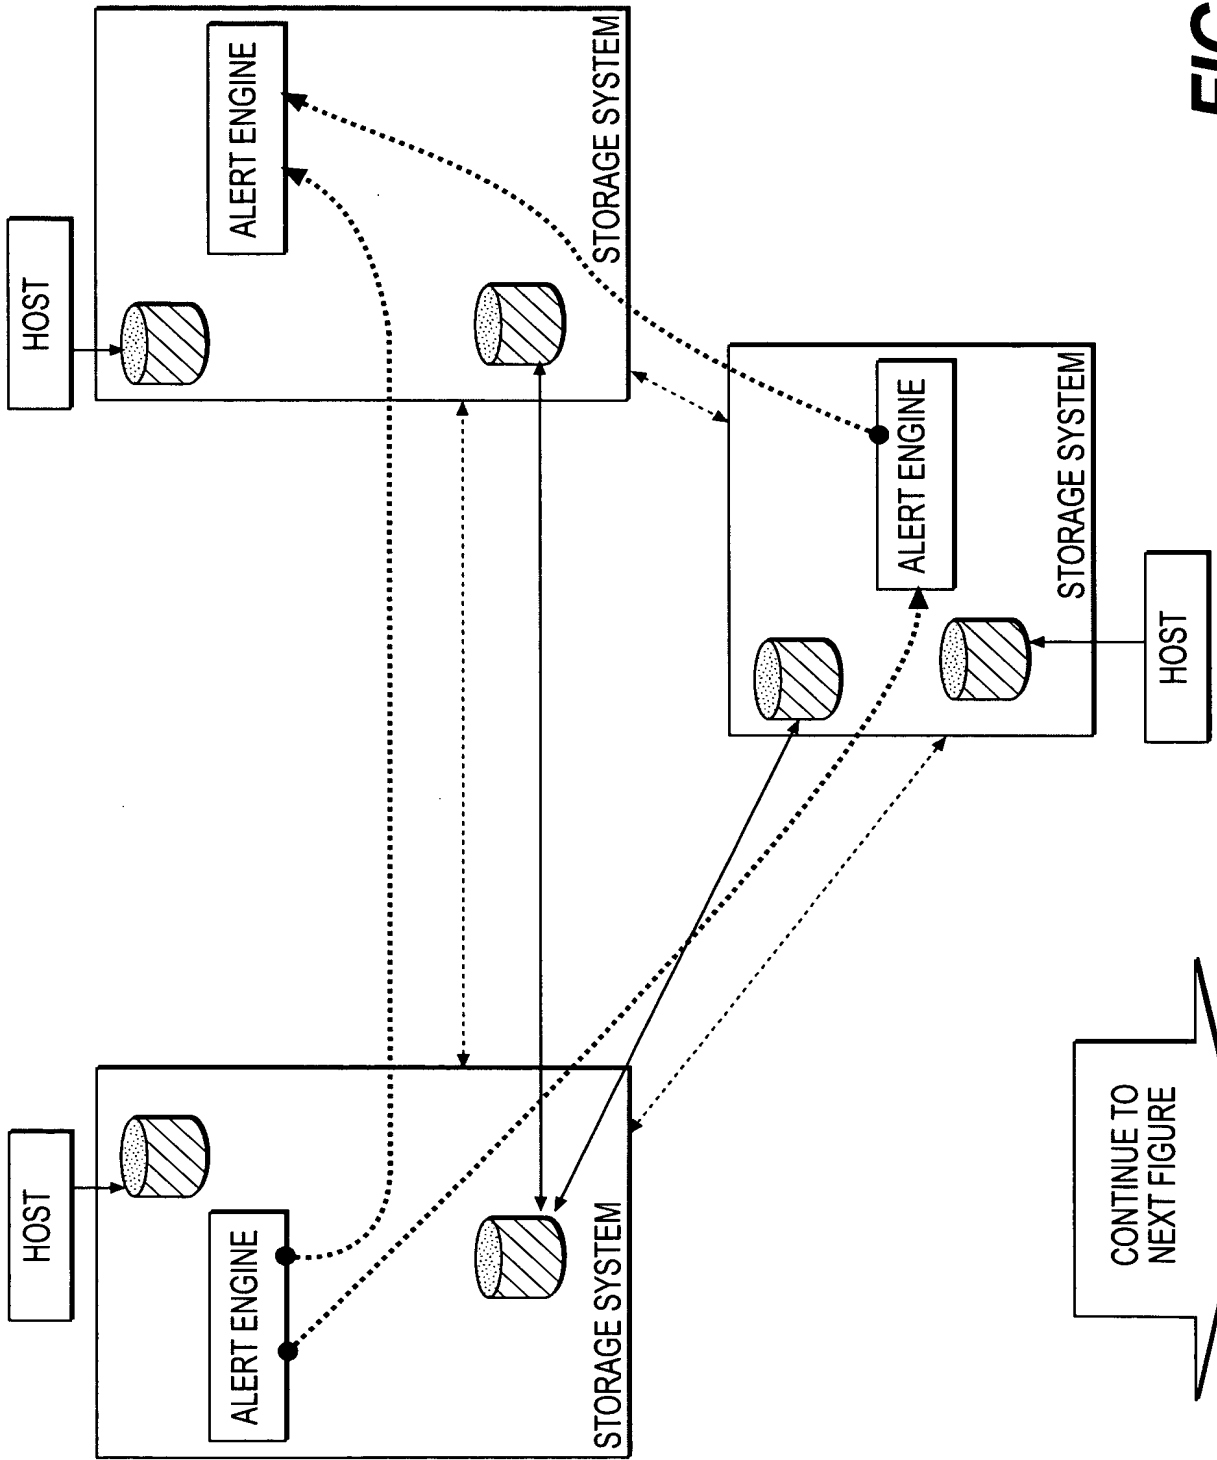 HOST
HOST
ALERT ENGINE
ALERT ENGINE
STORAGE SYSTEM
STORAGE SYSTEM
ALERT ENGINE
STORAGE SYSTEM
CONTINUE TO
NEXT FIGURE
HOST
FIG